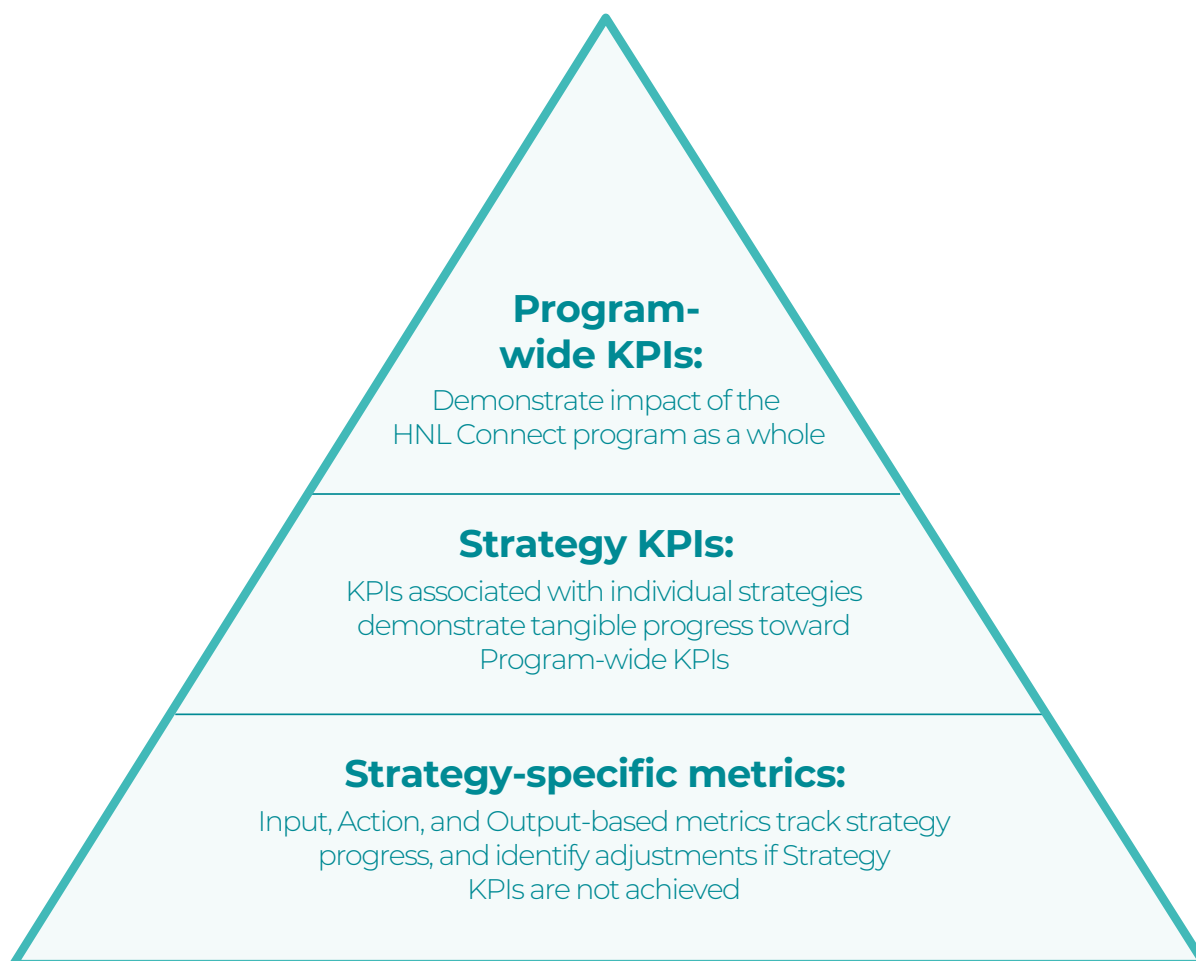 Program-
wide KPIs:
Demonstrate impact of the
HNL Connect program as a whole
Strategy KPIs:
KPIs associated with individual strategies
demonstrate tangible progress toward
Program-wide KPIs
Strategy-specific metrics:
Input, Action, and Output-based metrics track strategy
progress, and identify adjustments if Strategy
KPIs are not achieved